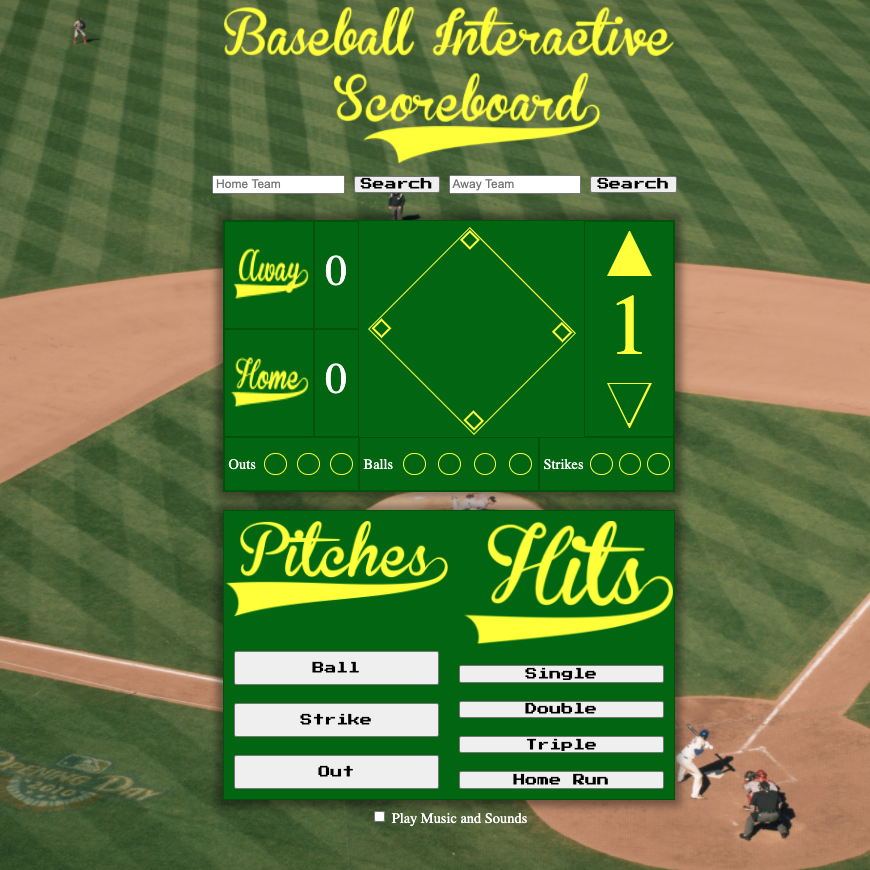 Baseball Interactive
Scoreboard
Home Team Search Away Team Search
Away 0
1
Home 0
Outs Balls Strikes
Pitches Hits
Ball
Strike
Out
Single
Double
Triple
Home Run
OPENING DAY
2019
Play Music and Sounds